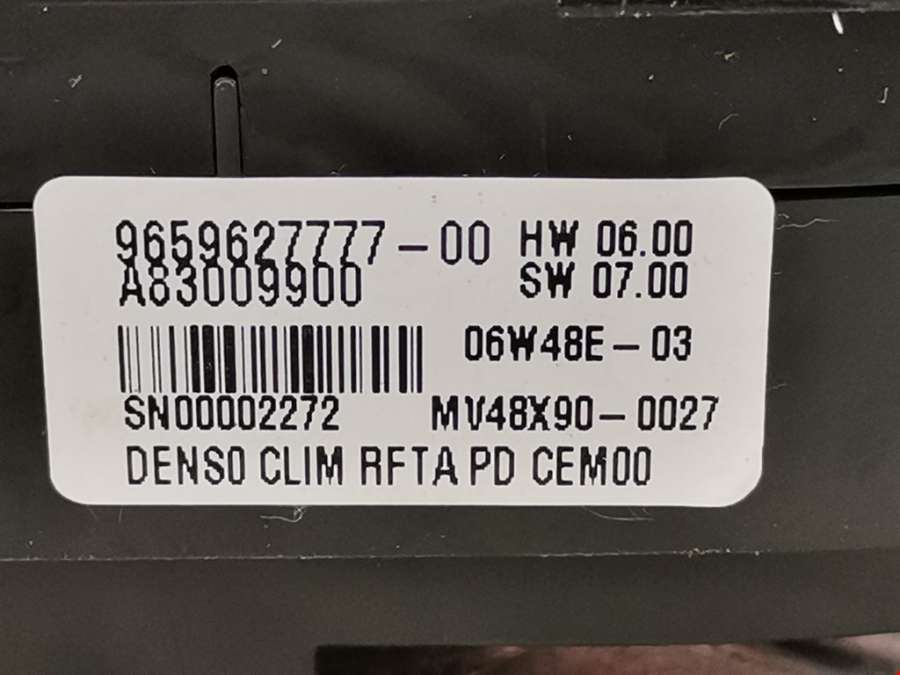 9659627777-00 HW 06.00
A83009900 SW 07.00
06W48E-03
SN00002272 MV48X90-0027
DENSO CLIM RFTA PD CEM00